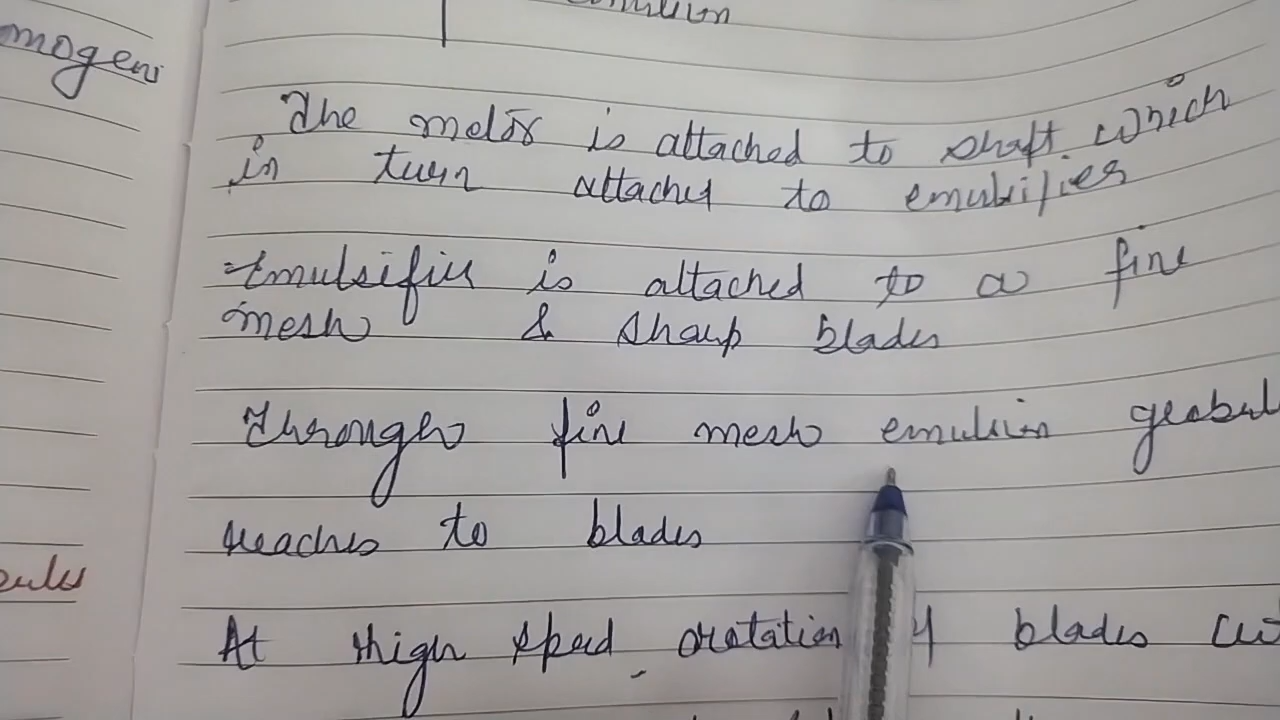 The motor is attached to shaft which
in turn attached to emulsifier
Emulsifier is attached to a fine
mesh & sharp blades
Through fine mesh emulsion
reaches to blades
At high speed rotation of blades